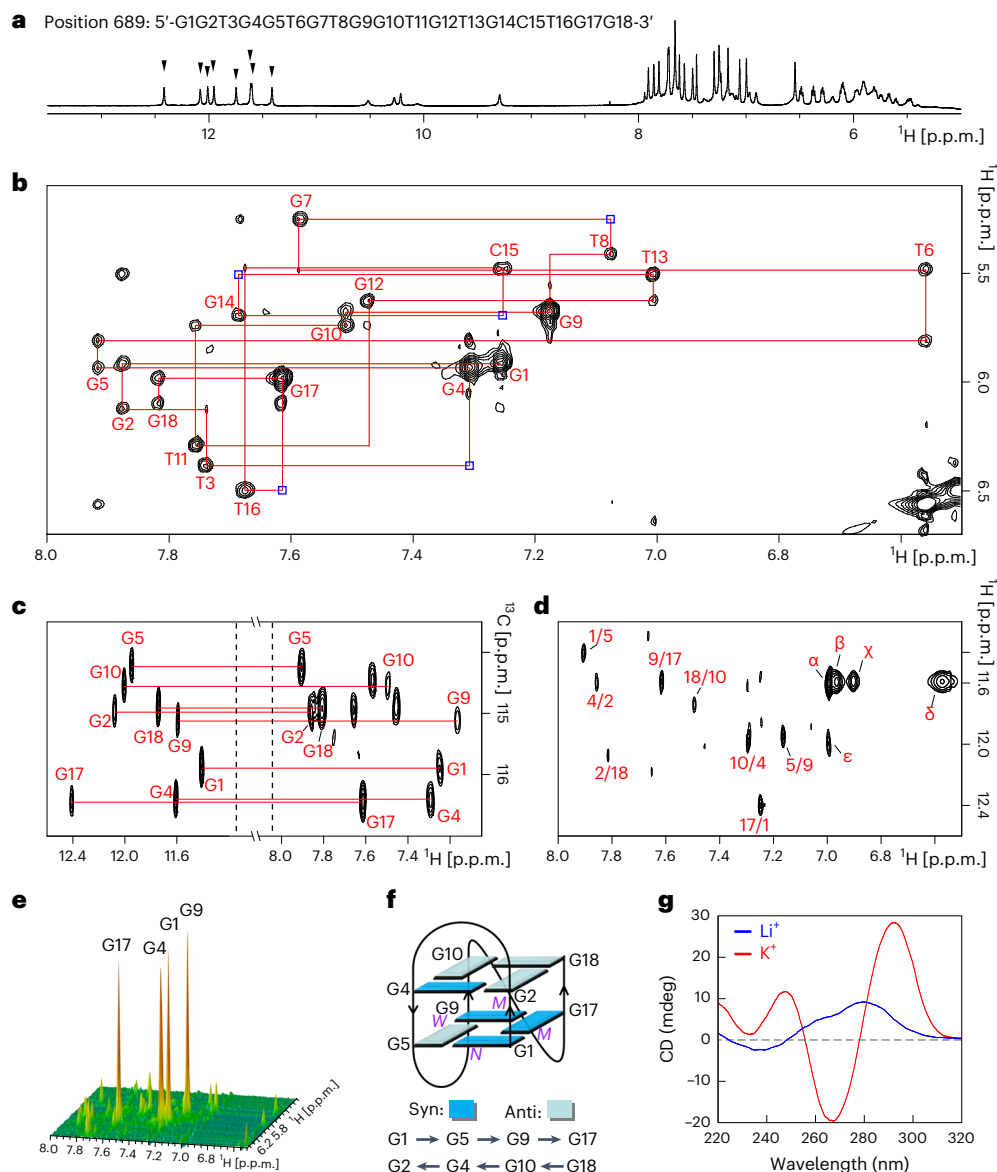 a Position 689: 5′-G1G2T3G4G5T6G7T8G9G10T11G12T13G14C15T16G17G18-3′
12 10 8 6 ¹H [p.p.m.]
b
¹H [p.p.m.]
G7
T8
C15
T13
T6
5.5
G12
G14
G10
G9
G5
G17
G4
G1
6.0
G2
G18
T11
T3
T16
6.5
8.0 7.8 7.6 7.4 7.2 7.0 6.8 ¹H [p.p.m.]
c
¹³C [p.p.m.]
G5 G5
G10 G10
G2 G9 115
G18 G2
G9 G18
G17 G1 G1 116
G4 G17 G4
12.4 12.0 11.6 8.0 7.8 7.6 7.4 ¹H [p.p.m.]
d
¹H [p.p.m.]
1/5 9/17 18/10 α β χ
4/2 11.6
δ
2/18 10/4 5/9 ε 12.0
17/1 12.4
8.0 7.6 7.2 7.0 6.8 ¹H [p.p.m.]
e
G9
G1
G17 G4
8.0 7.8 7.6 7.4 7.2 7.0 6.8 ¹H [p.p.m.]
6.2 5.8 ¹H [p.p.m.]
f
G10 G18
G4
G9 G2
W M G17
G5 M
N G1
Syn: Anti:
G1 → G5 → G9 → G17
G2 ← G4 ← G10 ← G18
g
CD (mdeg)
30
20
10
0
−10
−20
Li⁺
K⁺
220 240 260 280 300 320
Wavelength (nm)